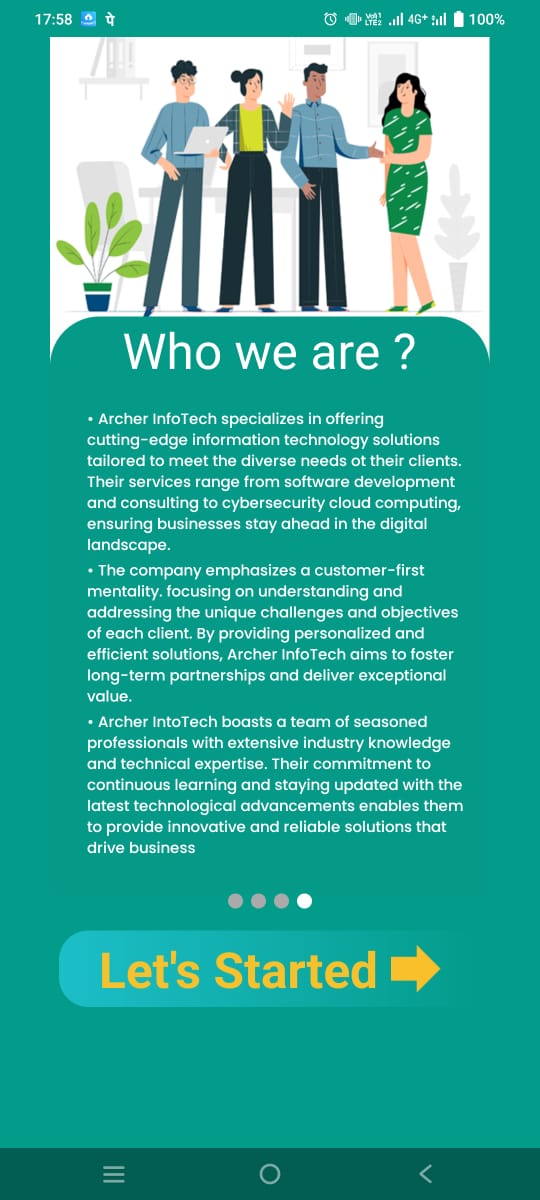 17:58 पे Vo)) LTE2 4G+ 100%
Who we are ?
• Archer InfoTech specializes in offering
cutting-edge information technology solutions
tailored to meet the diverse needs ot their clients.
Their services range from software development
and consulting to cybersecurity cloud computing,
ensuring businesses stay ahead in the digital
landscape.
• The company emphasizes a customer-first
mentality. focusing on understanding and
addressing the unique challenges and objectives
of each client. By providing personalized and
efficient solutions, Archer InfoTech aims to foster
long-term partnerships and deliver exceptional
value.
• Archer IntoTech boasts a team of seasoned
professionals with extensive industry knowledge
and technical expertise. Their commitment to
continuous learning and staying updated with the
latest technological advancements enables them
to provide innovative and reliable solutions that
drive business
Let's Started